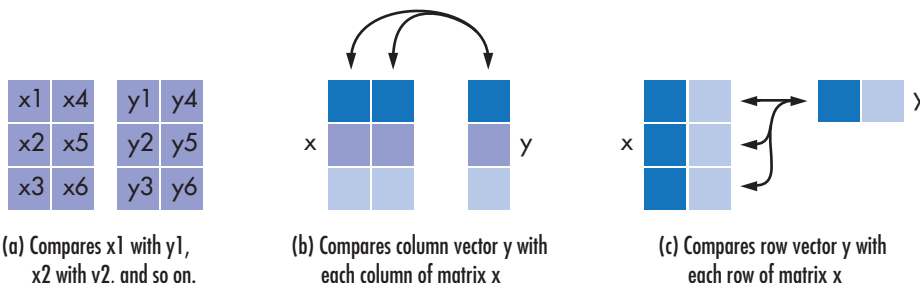 x1 x4 y1 y4
x2 x5 y2 y5
x3 x6 y3 y6
x y
x
(a) Compares x1 with y1,
x2 with y2, and so on.
(b) Compares column vector y with
each column of matrix x
(c) Compares row vector y with
each row of matrix x